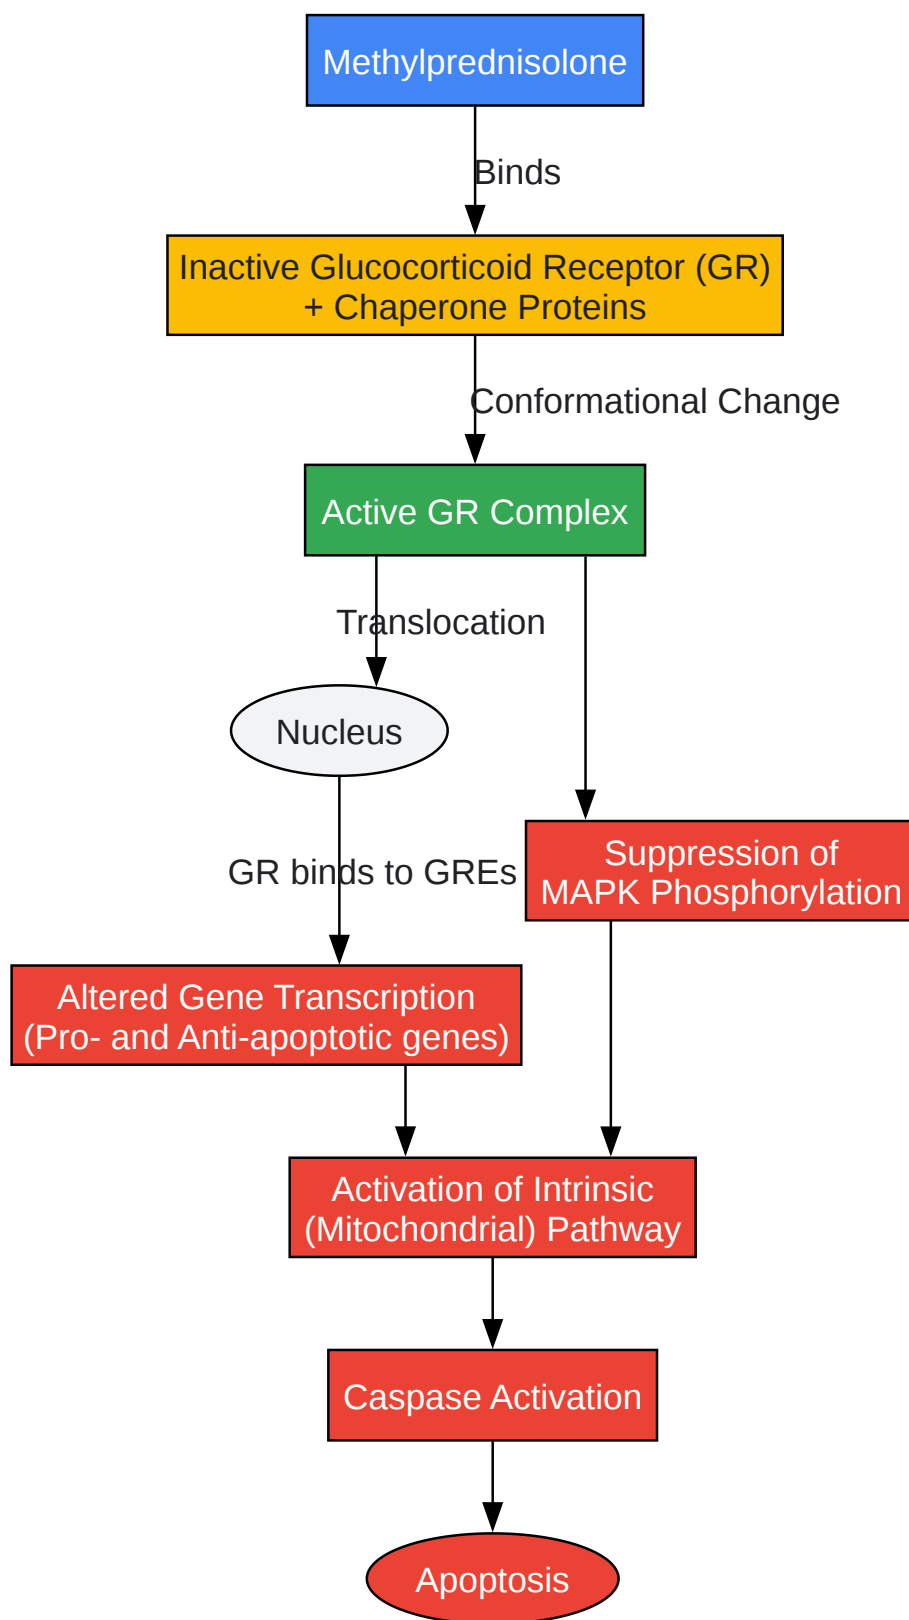 Methylprednisolone
Binds
Inactive Glucocorticoid Receptor (GR)
+ Chaperone Proteins
Conformational Change
Active GR Complex
Translocation
Nucleus
Suppression of
MAPK Phosphorylation
GR binds to GREs
Altered Gene Transcription
(Pro- and Anti-apoptotic genes)
Activation of Intrinsic
(Mitochondrial) Pathway
Caspase Activation
Apoptosis